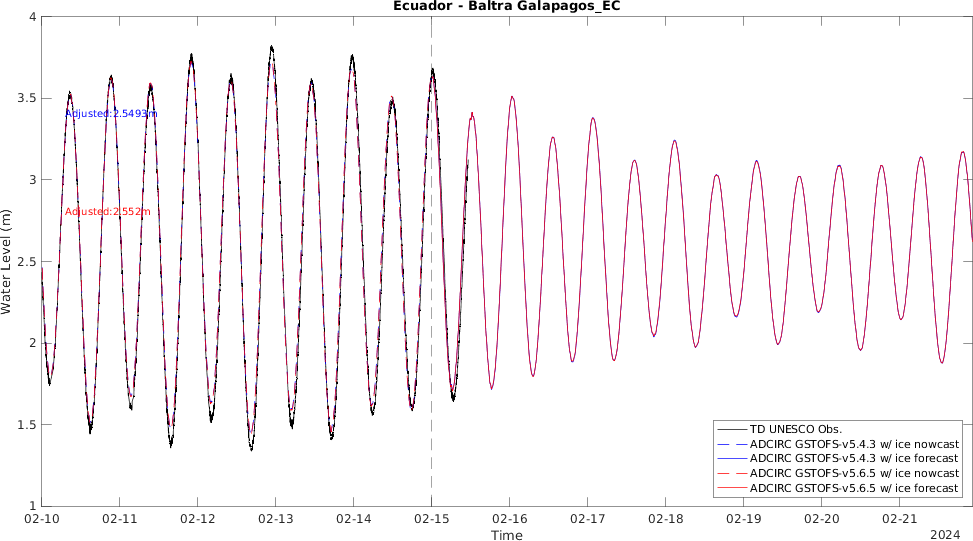 Ecuador - Baltra Galapagos_EC
4
3.5
3
2.5
2
1.5
1
Water Level (m)
Adjusted:2.5493m
Adjusted:2.552m
TD UNESCO Obs.
ADCIRC GSTOFS-v5.4.3 w/ ice nowcast
ADCIRC GSTOFS-v5.4.3 w/ ice forecast
ADCIRC GSTOFS-v5.6.5 w/ ice nowcast
ADCIRC GSTOFS-v5.6.5 w/ ice forecast
02-10 02-11 02-12 02-13 02-14 02-15 02-16 02-17 02-18 02-19 02-20 02-21
Time
2024